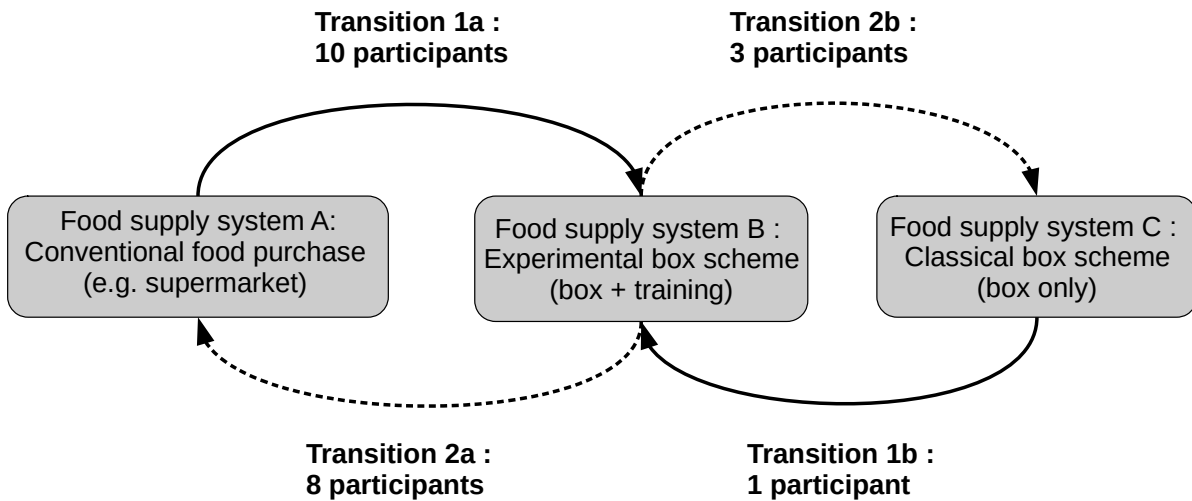 Transition 1a :
10 participants
Transition 2b :
3 participants
Food supply system A:
Conventional food purchase
(e.g. supermarket)
Food supply system B :
Experimental box scheme
(box + training)
Food supply system C :
Classical box scheme
(box only)
Transition 2a :
8 participants
Transition 1b :
1 participant